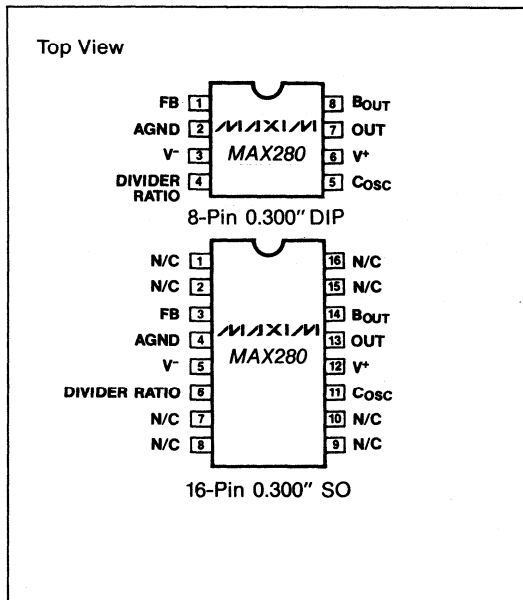 Top View
FB 1 8 BOUT
AGND 2 MAXIM 7 OUT
V⁻ 3 MAX280 6 V⁺
DIVIDER RATIO 4 5 COSC
8-Pin 0.300" DIP
N/C 1 16 N/C
N/C 2 15 N/C
FB 3 14 BOUT
AGND 4 MAXIM 13 OUT
V⁻ 5 MAX280 12 V⁺
DIVIDER RATIO 6 11 COSC
N/C 7 10 N/C
N/C 8 9 N/C
16-Pin 0.300" SO